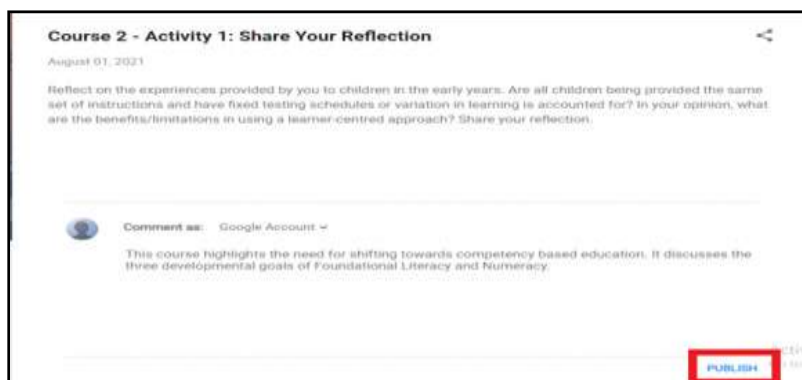 Course 2 - Activity 1: Share Your Reflection
August 01, 2021
Reflect on the experiences provided by you to children in the early years. Are all children being provided the same
set of instructions and have fixed testing schedules or variation in learning is accounted for? In your opinion, what
are the benefits/limitations in using a learner-centred approach? Share your reflection.
Comment as: Google Account
This course highlights the need for shifting towards competency based education. It discusses the
three developmental goals of Foundational Literacy and Numeracy.
PUBLISH